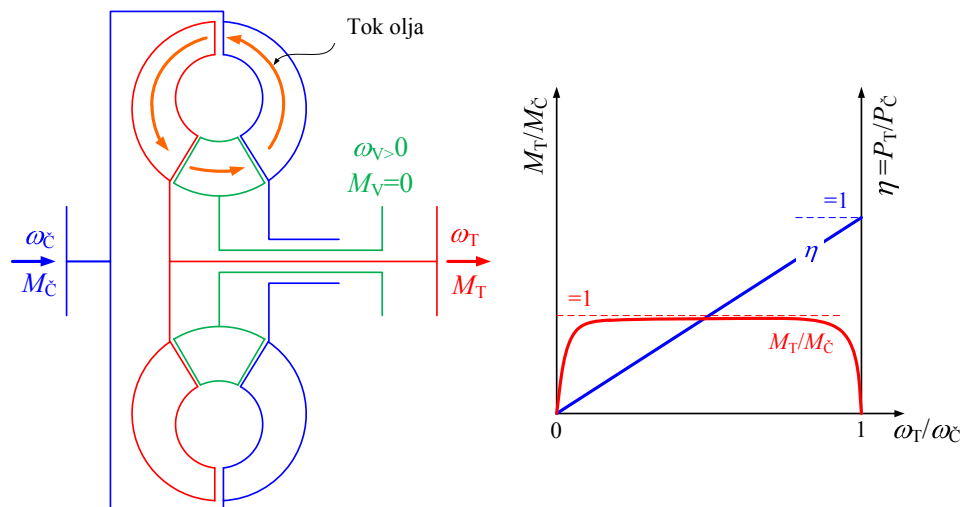 Tok olja
ωV>0
MV=0
ωČ
MČ
ωT
MT
MT/MČ
η=PT/PČ
=1
η
=1
MT/MČ
0
1
ωT/ωČ